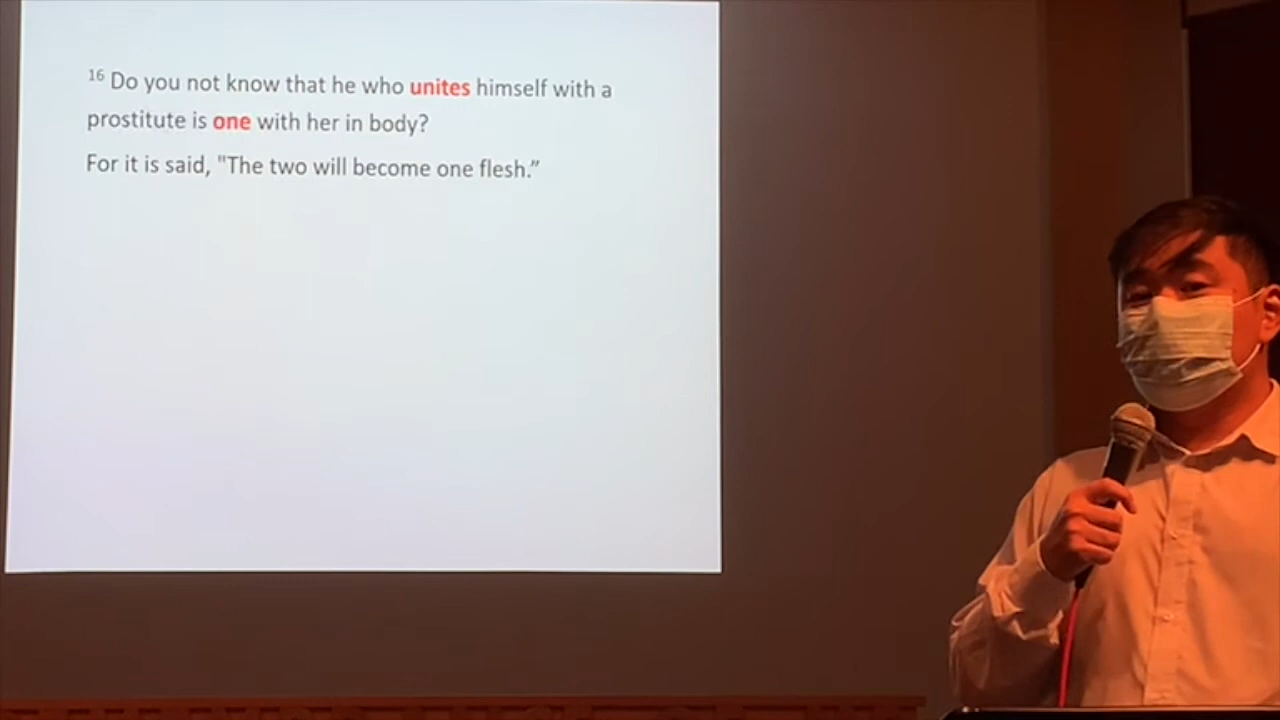 16 Do you not know that he who unites himself with a
prostitute is one with her in body?
For it is said, "The two will become one flesh.”